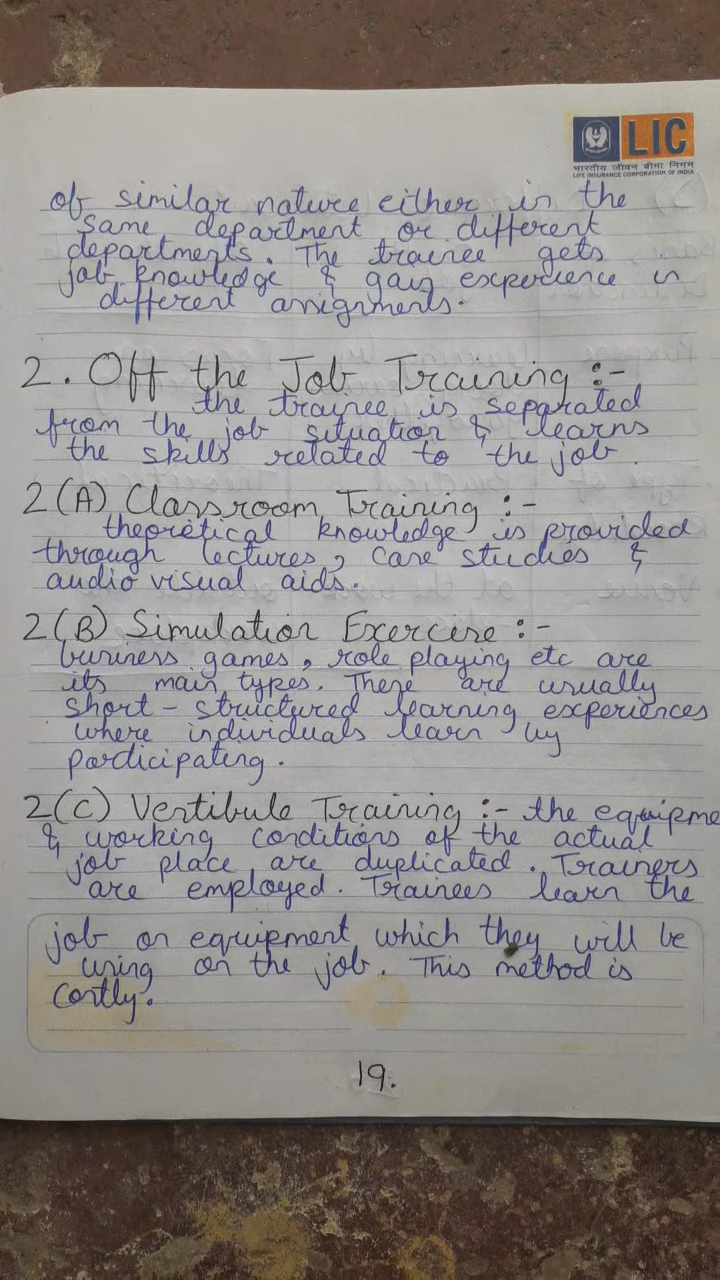 LIC
भारतीय जीवन बीमा निगम
LIFE INSURANCE CORPORATION OF INDIA
of similar nature either in the
same department or different
departments. The trainee gets
job knowledge & gain experience in
different assignments.
2. Off the Job Training :-
the trainee is separated
from the job situation & learns
the skills related to the job.
2(A) Classroom Training :-
theoretical knowledge is provided
through lectures, case studies &
audio visual aids.
2(B) Simulation Exercise :-
business games, role playing etc are
its main types. These are usually
short - structured learning experiences
where individuals learn by
participating.
2(C) Vertibule Training :- the equipme
& working conditions of the actual
job place are duplicated. Trainers
are employed. Trainees learn the
job on equipment which they will be
using on the job. This method is
costly.
19.